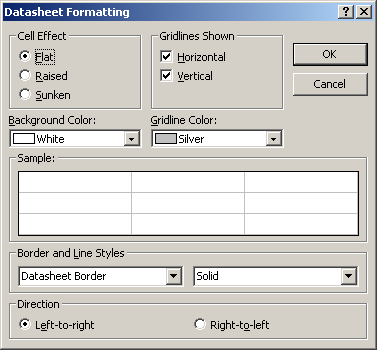 Datasheet Formatting
Cell Effect
Flat
Raised
Sunken
Gridlines Shown
Horizontal
Vertical
OK
Cancel
Background Color:
White
Gridline Color:
Silver
Sample:
Border and Line Styles
Datasheet Border
Solid
Direction
Left-to-right
Right-to-left